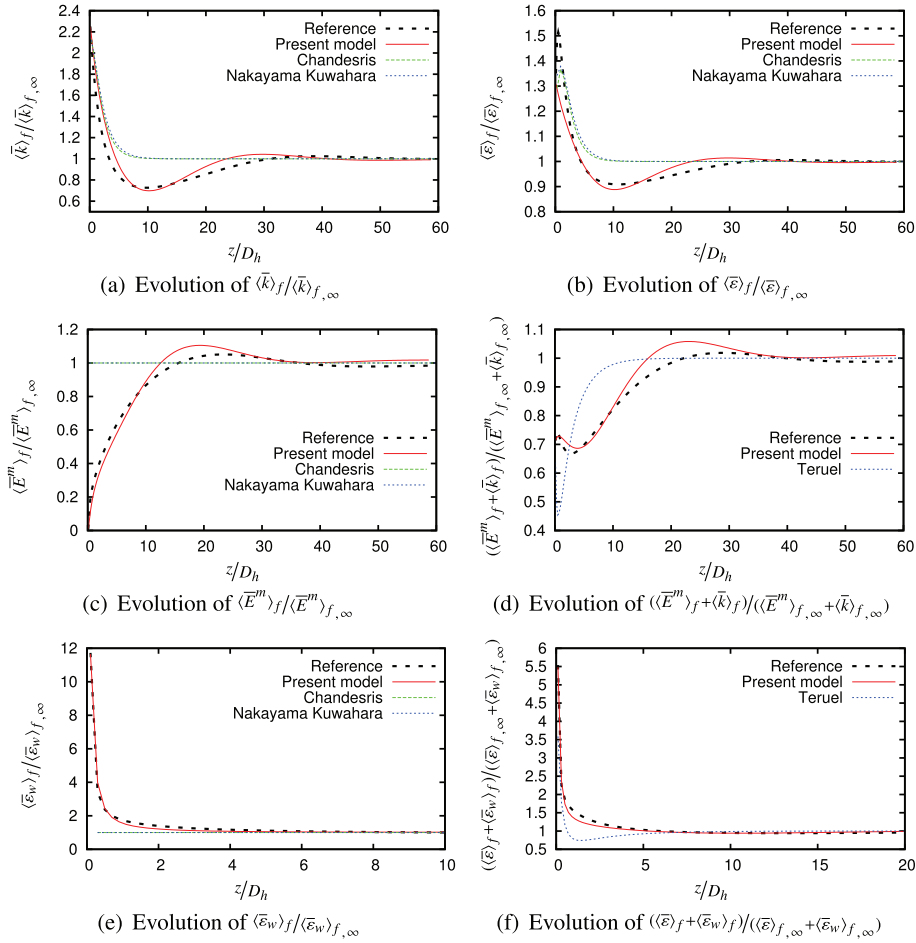 2.4
2.2
2
1.8
1.6
1.4
1.2
1
0.8
0.6
0 10 20 30 40 50 60
⟨k̄⟩f/⟨k̄⟩f,∞
z/Dh
Reference
Present model
Chandesris
Nakayama Kuwahara
(a) Evolution of ⟨k̄⟩f/⟨k̄⟩f,∞
1.6
1.5
1.4
1.3
1.2
1.1
1
0.9
0.8
0 10 20 30 40 50 60
⟨ε̄⟩f/⟨ε̄⟩f,∞
z/Dh
Reference
Present model
Chandesris
Nakayama Kuwahara
(b) Evolution of ⟨ε̄⟩f/⟨ε̄⟩f,∞
1.2
1
0.8
0.6
0.4
0.2
0
0 10 20 30 40 50 60
⟨E̅ᵐ⟩f/⟨E̅ᵐ⟩f,∞
z/Dh
Reference
Present model
Chandesris
Nakayama Kuwahara
(c) Evolution of ⟨E̅ᵐ⟩f/⟨E̅ᵐ⟩f,∞
1.1
1
0.9
0.8
0.7
0.6
0.5
0.4
0 10 20 30 40 50 60
(⟨E̅ᵐ⟩f+⟨k̄⟩f)/(⟨E̅ᵐ⟩f,∞+⟨k̄⟩f,∞)
z/Dh
Reference
Present model
Teruel
(d) Evolution of (⟨E̅ᵐ⟩f+⟨k̄⟩f)/(⟨E̅ᵐ⟩f,∞+⟨k̄⟩f,∞)
12
10
8
6
4
2
0
0 2 4 6 8 10
⟨ε̄w⟩f/⟨ε̄w⟩f,∞
z/Dh
Reference
Present model
Chandesris
Nakayama Kuwahara
(e) Evolution of ⟨ε̄w⟩f/⟨ε̄w⟩f,∞
6
5.5
5
4.5
4
3.5
3
2.5
2
1.5
1
0.5
0 5 10 15 20
(⟨ε̄⟩f+⟨ε̄w⟩f)/(⟨ε̄⟩f,∞+⟨ε̄w⟩f,∞)
z/Dh
Reference
Present model
Teruel
(f) Evolution of (⟨ε̄⟩f+⟨ε̄w⟩f)/(⟨ε̄⟩f,∞+⟨ε̄w⟩f,∞)